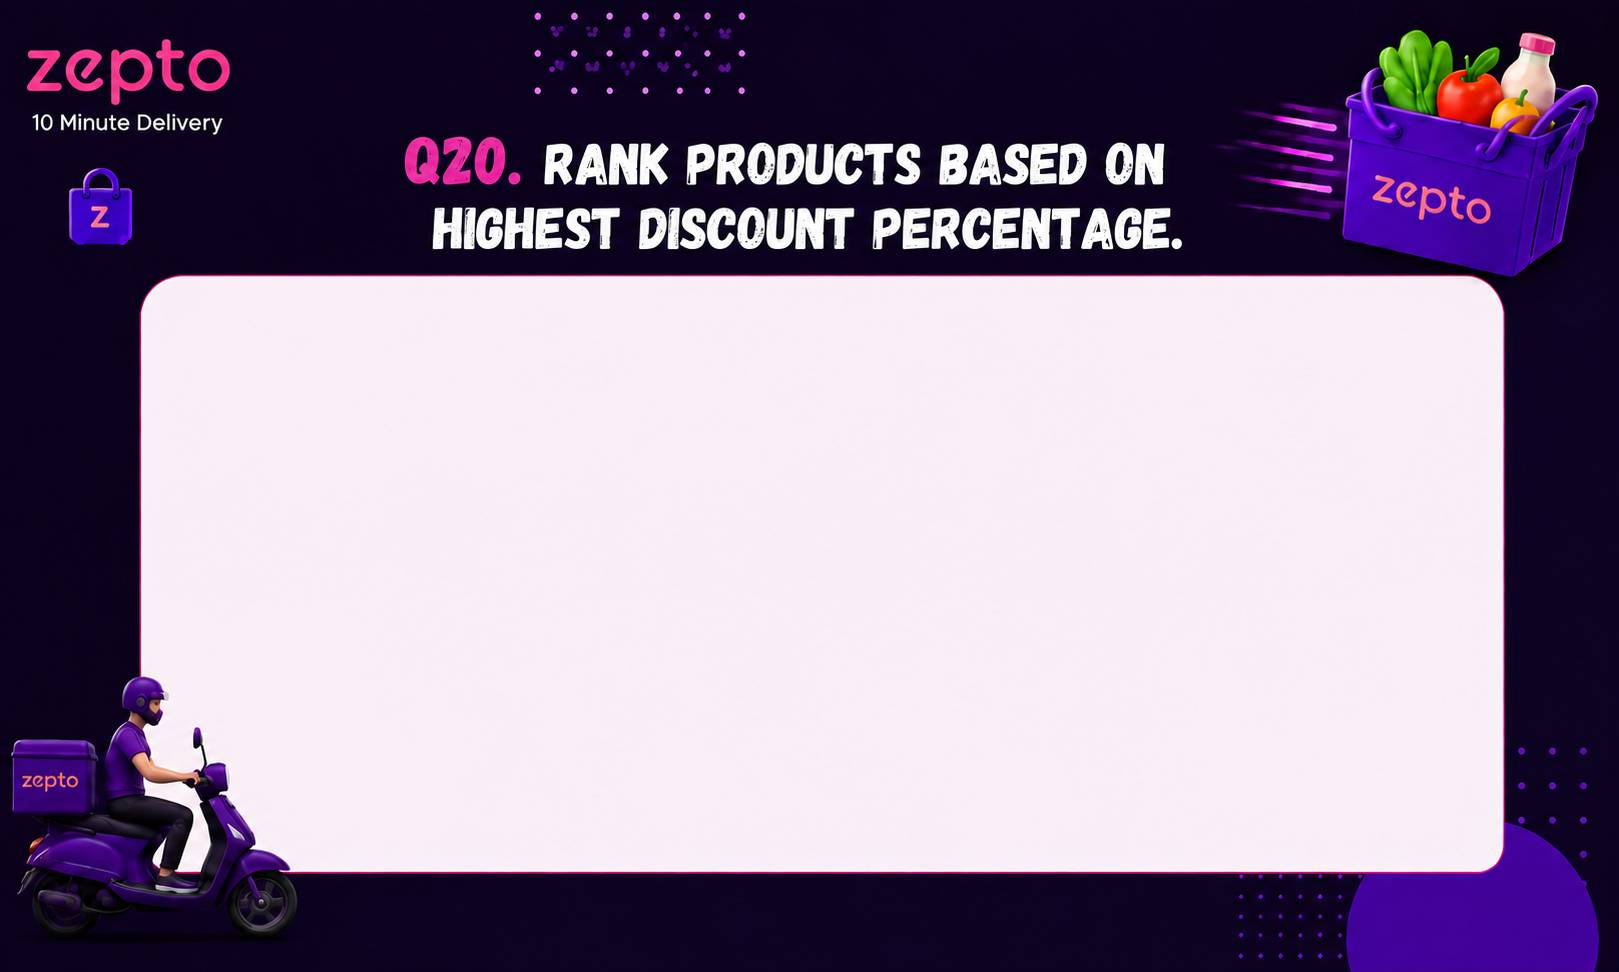 zepto
10 Minute Delivery
z
Q20. RANK PRODUCTS BASED ON
HIGHEST DISCOUNT PERCENTAGE.
zepto
zepto